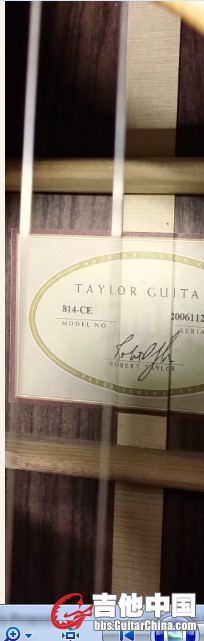 TAYLOR GUITA
814-CE
MODEL NO
2006112
SERIA
ROBERT TAYLOR
吉他中国
bbs.GuitarChina.com